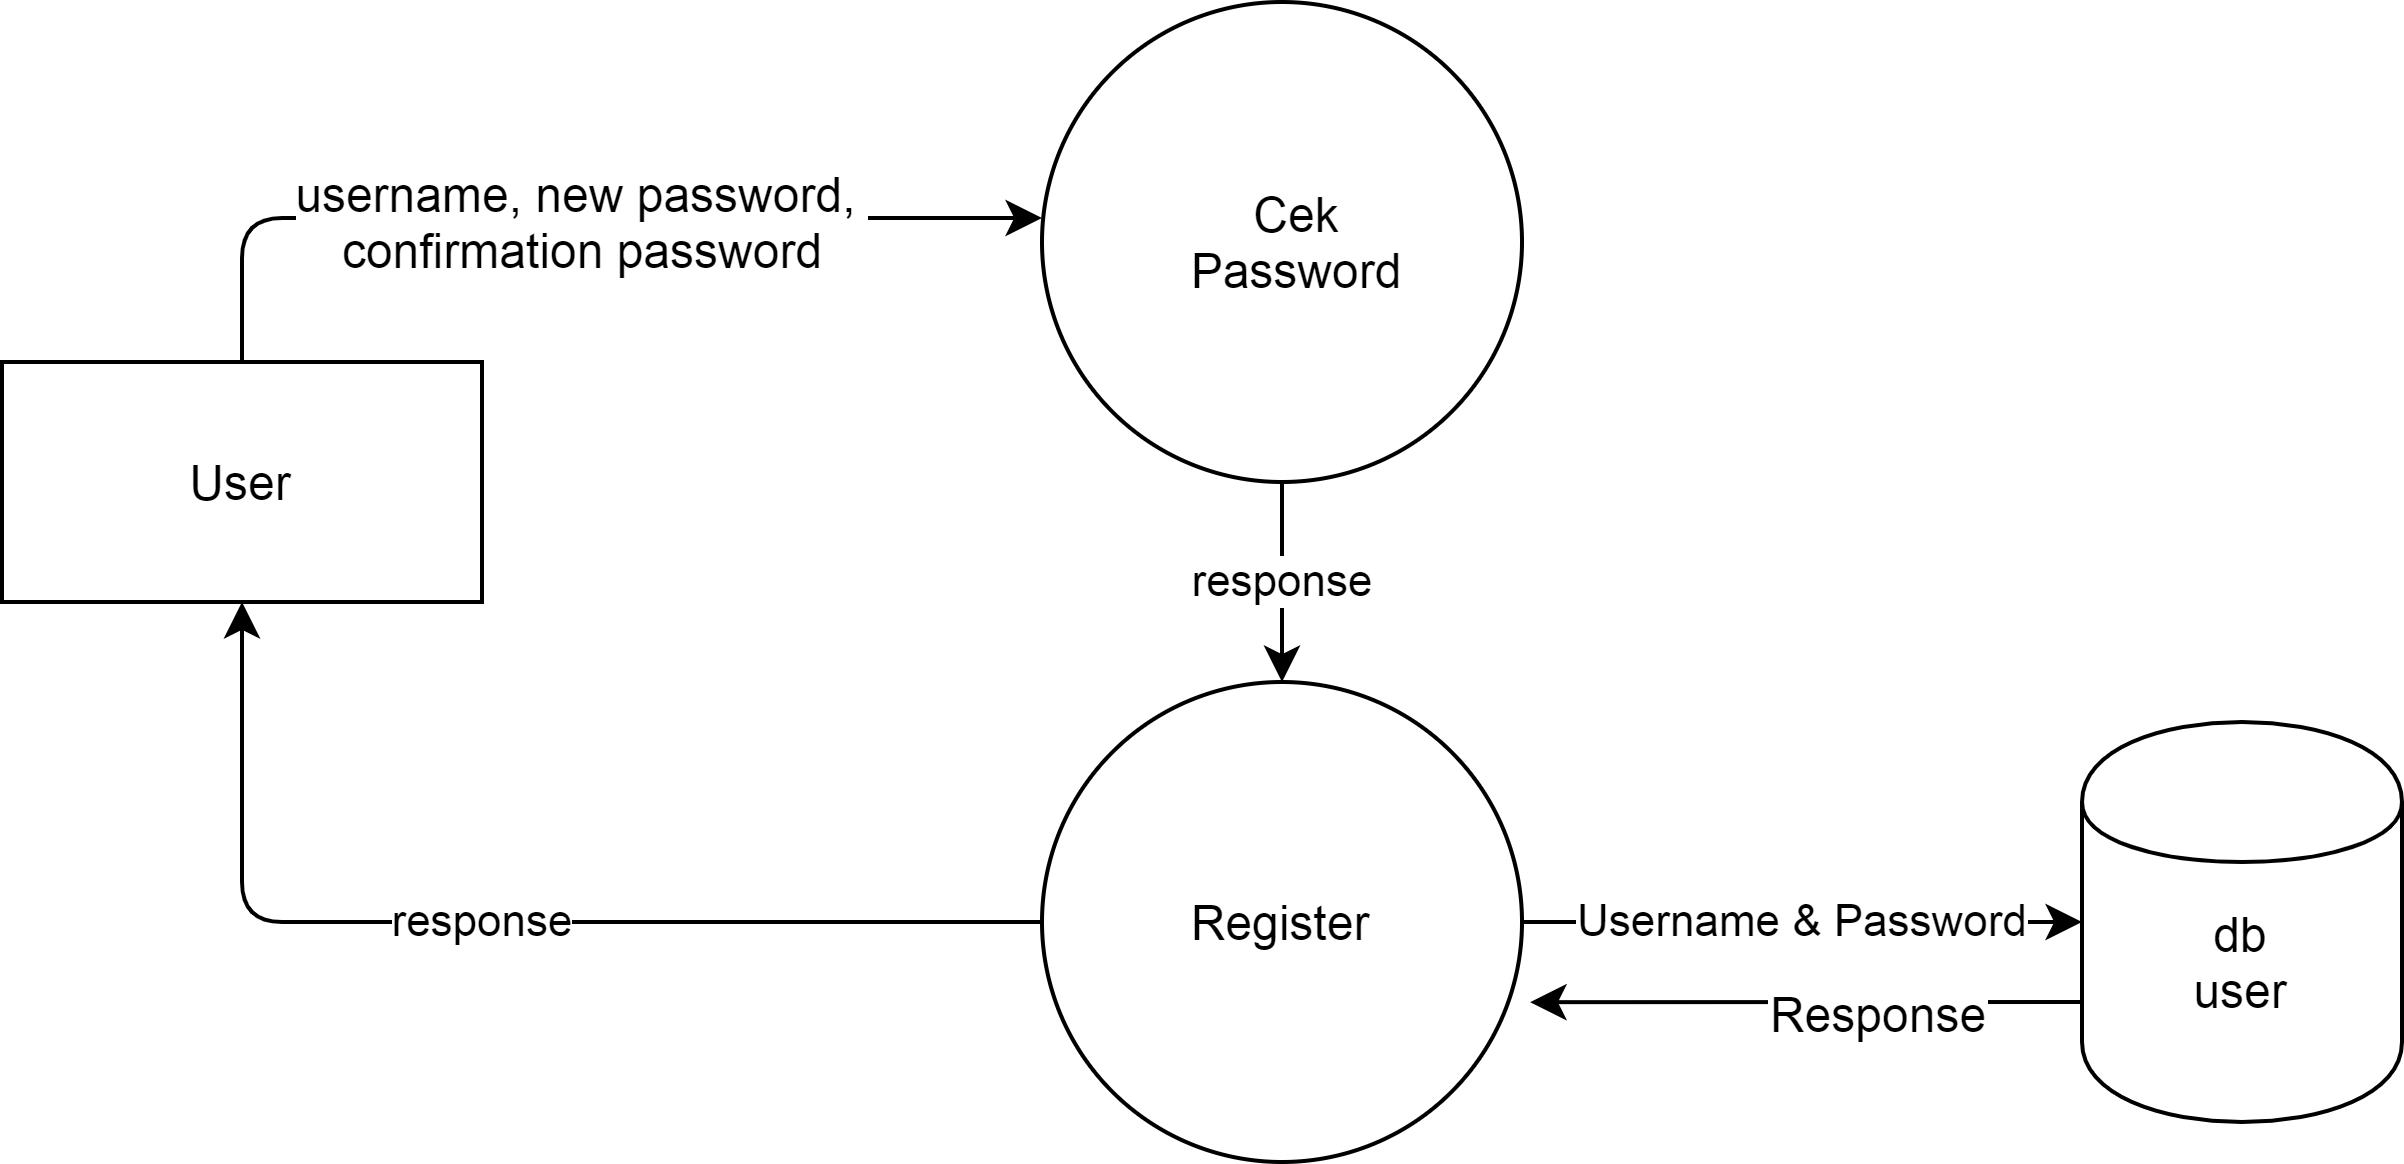 username, new password,
confirmation password
Cek
Password
User
response
Register
response
Username & Password
Response
db
user